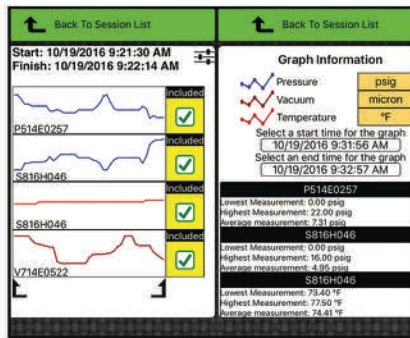 Back To Session List
Start: 10/19/2016 9:21:30 AM
Finish: 10/19/2016 9:22:14 AM
Included
P514E0257
Included
S816H046
Included
S816H046
Included
V714E0522
Back To Session List
Graph Information
Pressure
psig
Vacuum
micron
Temperature
°F
Select a start time for the graph
10/19/2016 9:31:56 AM
Select an end time for the graph
10/19/2016 9:32:57 AM
P514E0257
Lowest Measurement: 0.00 psig
Highest Measurement: 22.00 psig
Average measurement: 7.31 psig
S816H046
Lowest Measurement: 0.00 psig
Highest Measurement: 16.00 psig
Average measurement: 4.95 psig
S816H046
Lowest Measurement: 73.40 °F
Highest Measurement: 77.50 °F
Average measurement: 74.41 °F